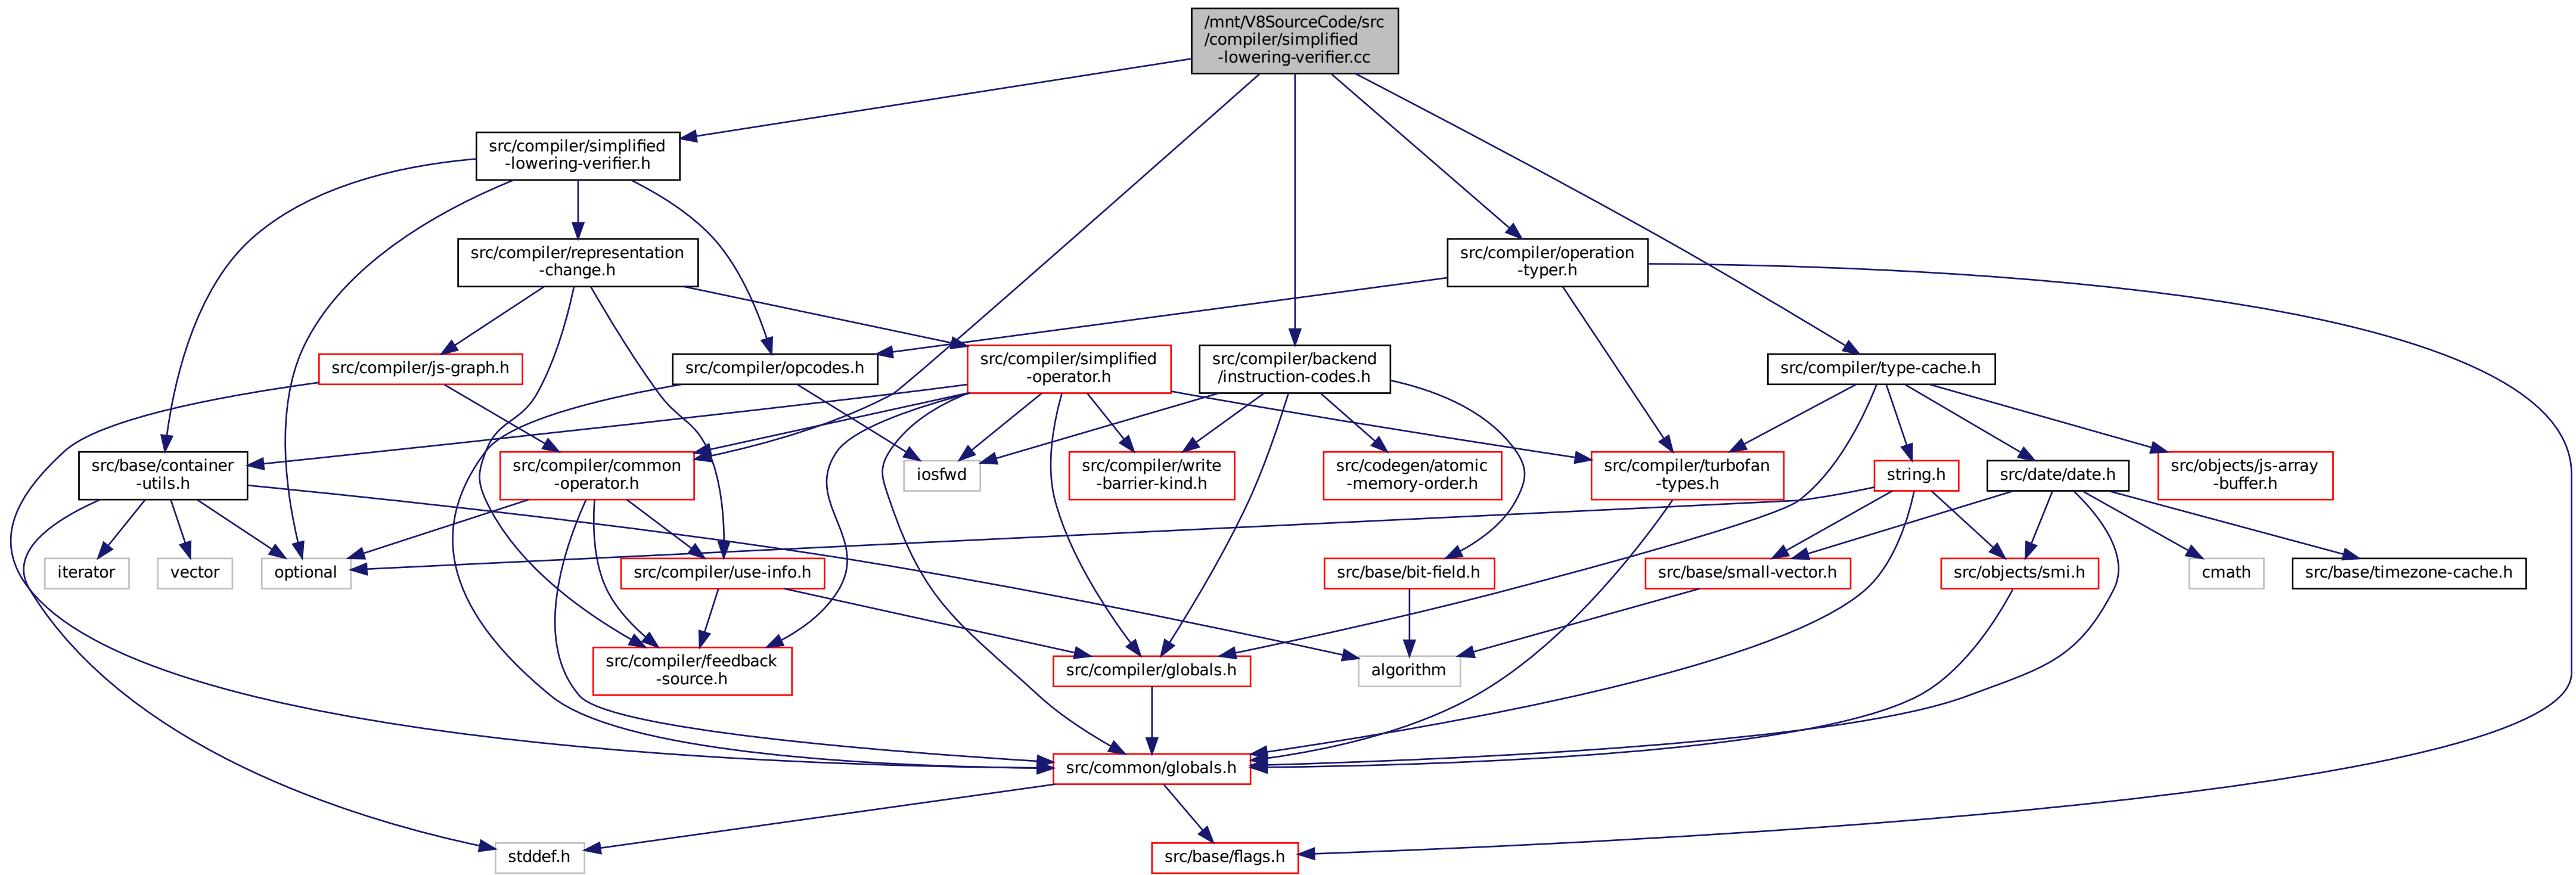 /mnt/V8SourceCode/src
/compiler/simplified
-lowering-verifier.cc
src/compiler/simplified
-lowering-verifier.h
src/compiler/representation
-change.h
src/compiler/operation
-typer.h
src/compiler/js-graph.h
src/compiler/opcodes.h
src/compiler/simplified
-operator.h
src/compiler/backend
/instruction-codes.h
src/compiler/type-cache.h
src/base/container
-utils.h
src/compiler/common
-operator.h
iosfwd
src/compiler/write
-barrier-kind.h
src/codegen/atomic
-memory-order.h
src/compiler/turbofan
-types.h
string.h
src/date/date.h
src/objects/js-array
-buffer.h
iterator
vector
optional
src/compiler/use-info.h
src/base/bit-field.h
src/base/small-vector.h
src/objects/smi.h
cmath
src/base/timezone-cache.h
src/compiler/feedback
-source.h
src/compiler/globals.h
algorithm
src/common/globals.h
stddef.h
src/base/flags.h